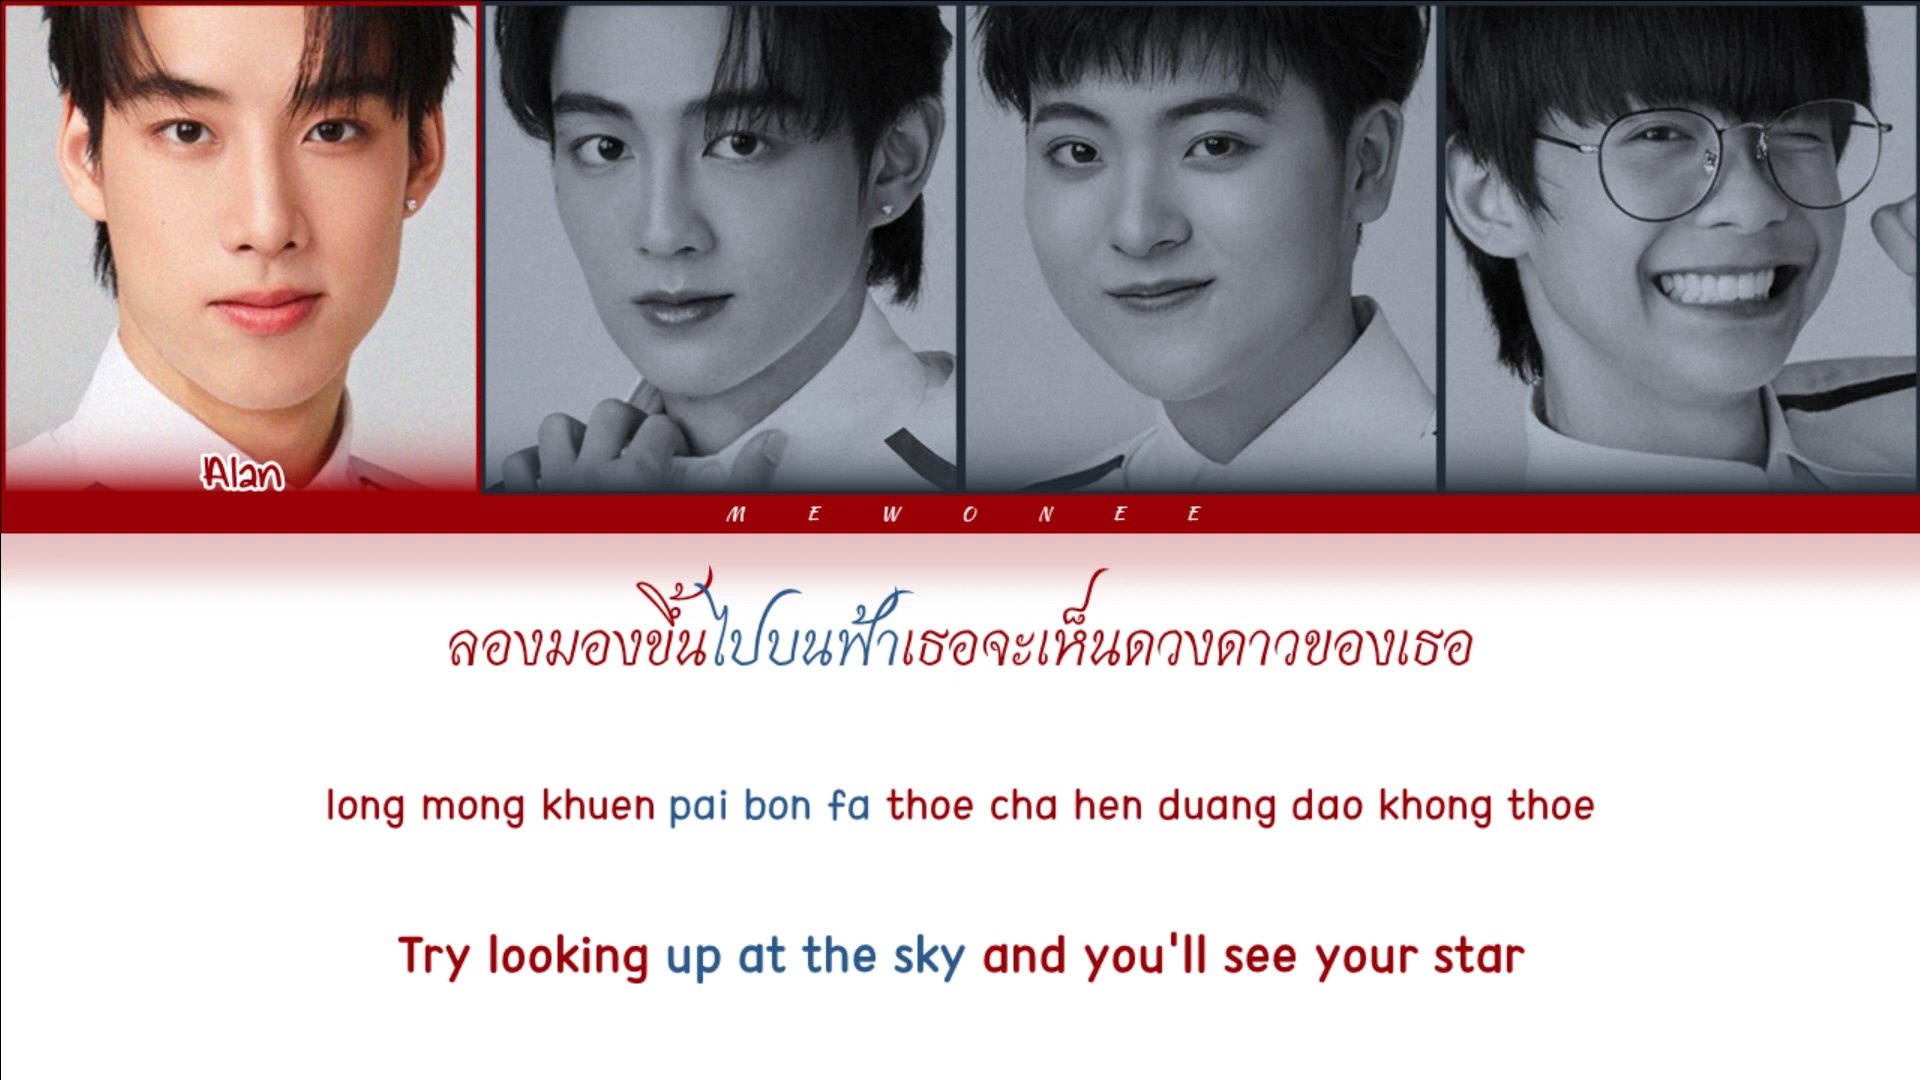 Alan
M E W O N E E
ลองมองขึ้นไปบนฟ้าเธอจะเห็นดวงดาวของเธอ
long mong khuen pai bon fa thoe cha hen duang dao khong thoe
Try looking up at the sky and you'll see your star